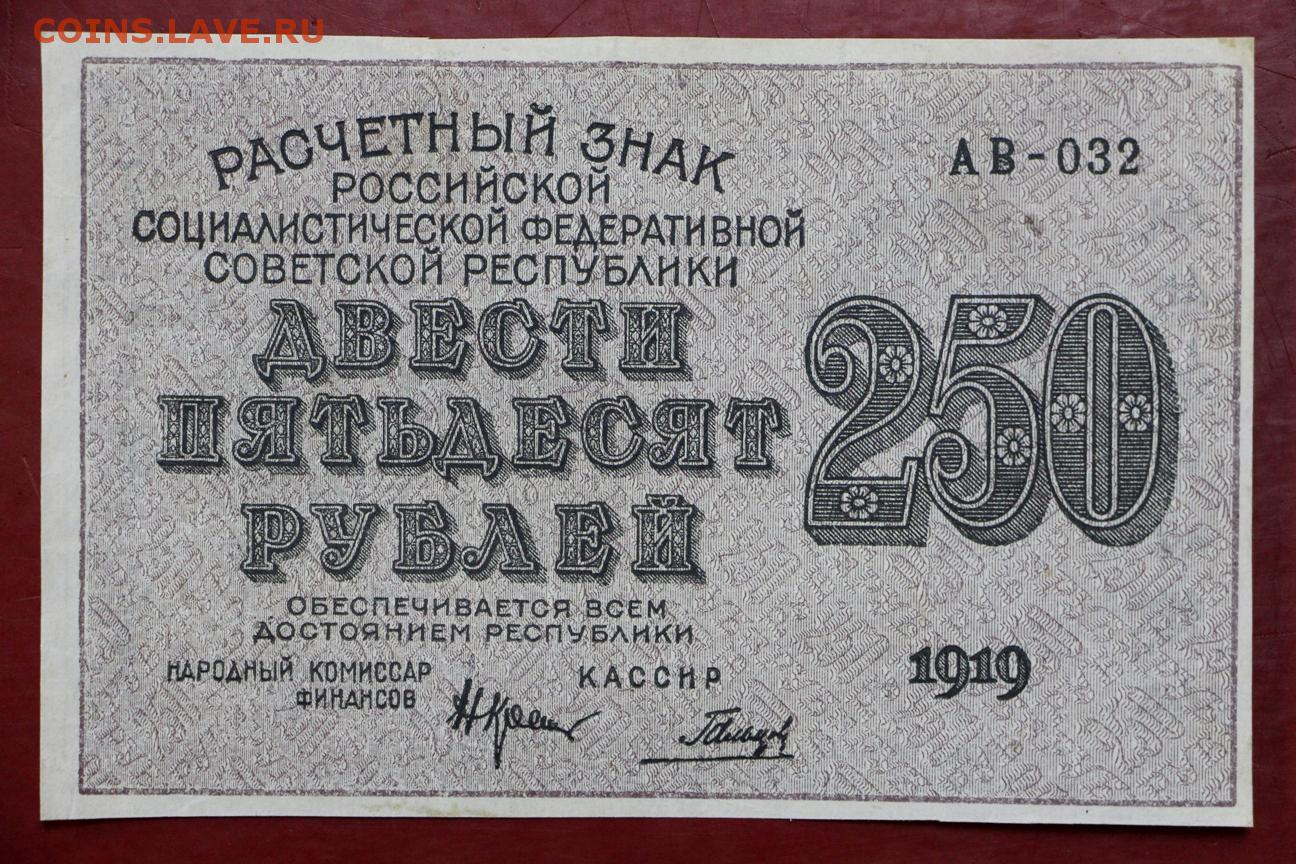 COINS.LAVE.RU
РАСЧЕТНЫЙ ЗНАК
АВ-032
РОССИЙСКОЙ
СОЦИАЛИСТИЧЕСКОЙ ФЕДЕРАТИВНОЙ
СОВЕТСКОЙ РЕСПУБЛИКИ
ДВЕСТИ
ПЯТЬДЕСЯТ
РУБЛЕЙ
250
ОБЕСПЕЧИВАЕТСЯ ВСЕМ
ДОСТОЯНИЕМ РЕСПУБЛИКИ
НАРОДНЫЙ КОМИССАР
ФИНАНСОВ
КАССИР
1919